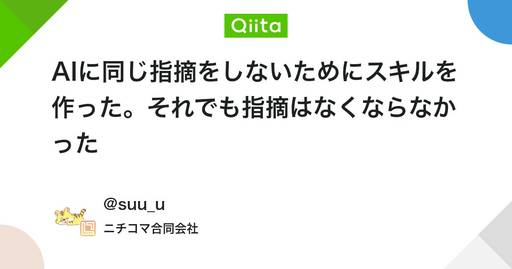 Qiita
AIに同じ指摘をしないためにスキルを
作った。それでも指摘はなくならなか
った
@suu_u
ニチコマ合同会社